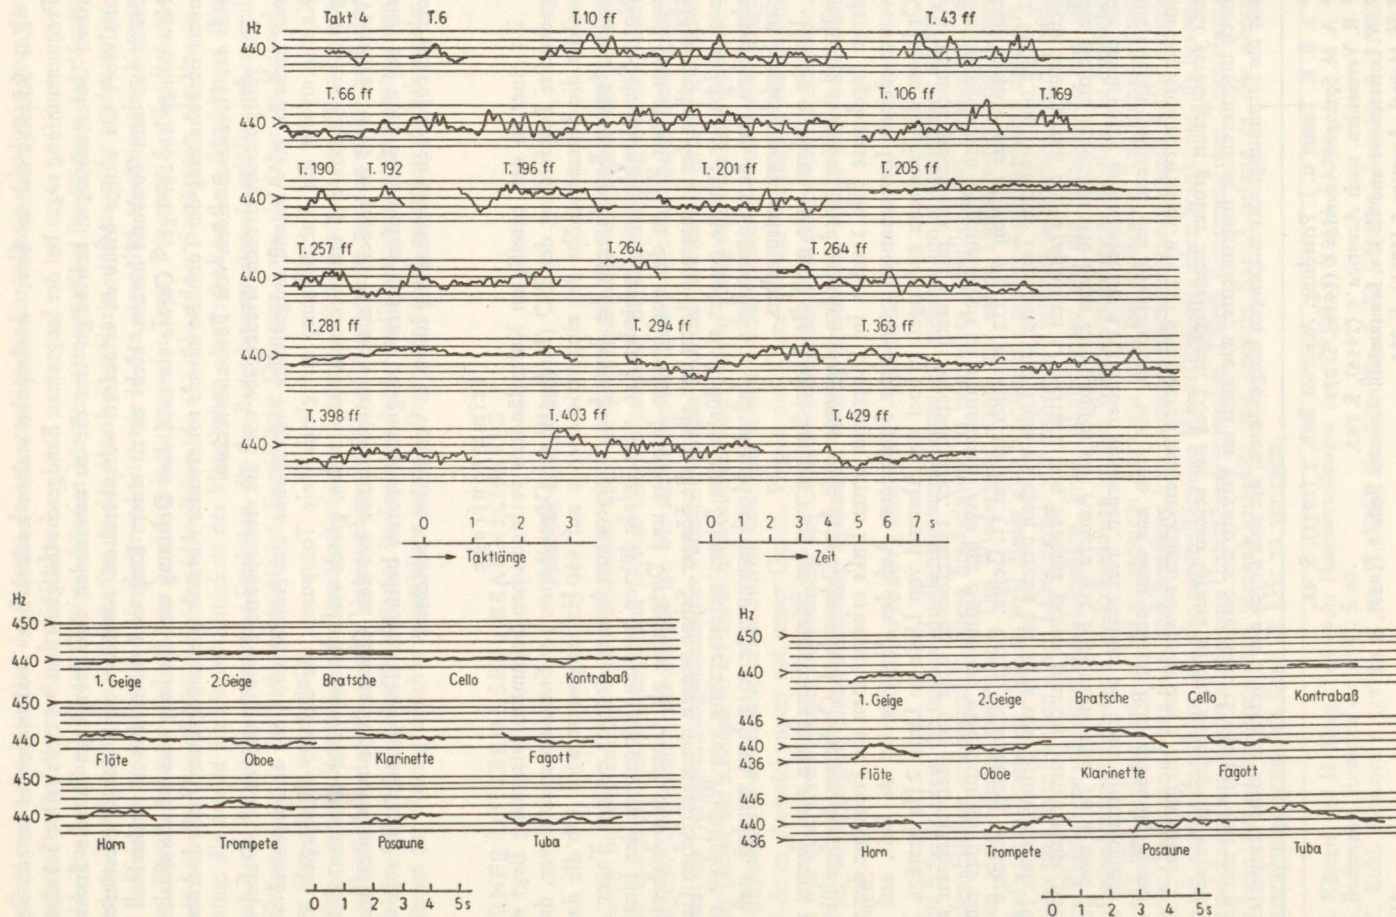 Hz Takt 4 T.6 T.10 ff T.43 ff
440
T.66 ff T.106 ff T.169
440
T.190 T.192 T.196 ff T.201 ff T.205 ff
440
T.257 ff T.264 T.264 ff
440
T.281 ff T.294 ff T.363 ff
440
T.398 ff T.403 ff T.429 ff
440
0 1 2 3
Taktlänge
0 1 2 3 4 5 6 7 s
Zeit
Hz
450
440
1. Geige 2.Geige Bratsche Cello Kontrabaß
450
440
Flöte Oboe Klarinette Fagott
450
440
Horn Trompete Posaune Tuba
0 1 2 3 4 5s
Hz
450
440
1. Geige 2.Geige Bratsche Cello Kontrabaß
446
440
436
Flöte Oboe Klarinette Fagott
446
440
436
Horn Trompete Posaune Tuba
0 1 2 3 4 5s